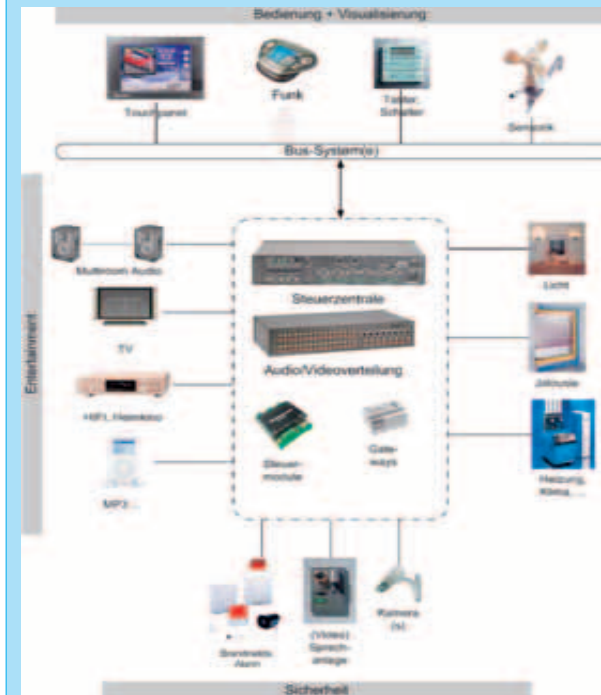 Bedienung + Visualisierung
Touchpanel
Funk
Taster,
Schalter
Sensorik
Bus-System(e)
Entertainment
Multiroom Audio
TV
HIFI, Heimkino
MP3...
Steuerzentrale
Audio/Videoverteilung
Steuer-
module
Gate-
ways
Licht
Jalousie
Heizung,
Klima,...
Alarm
(Video)
Sprech-
anlage
Kamera
(s)
Sicherheit